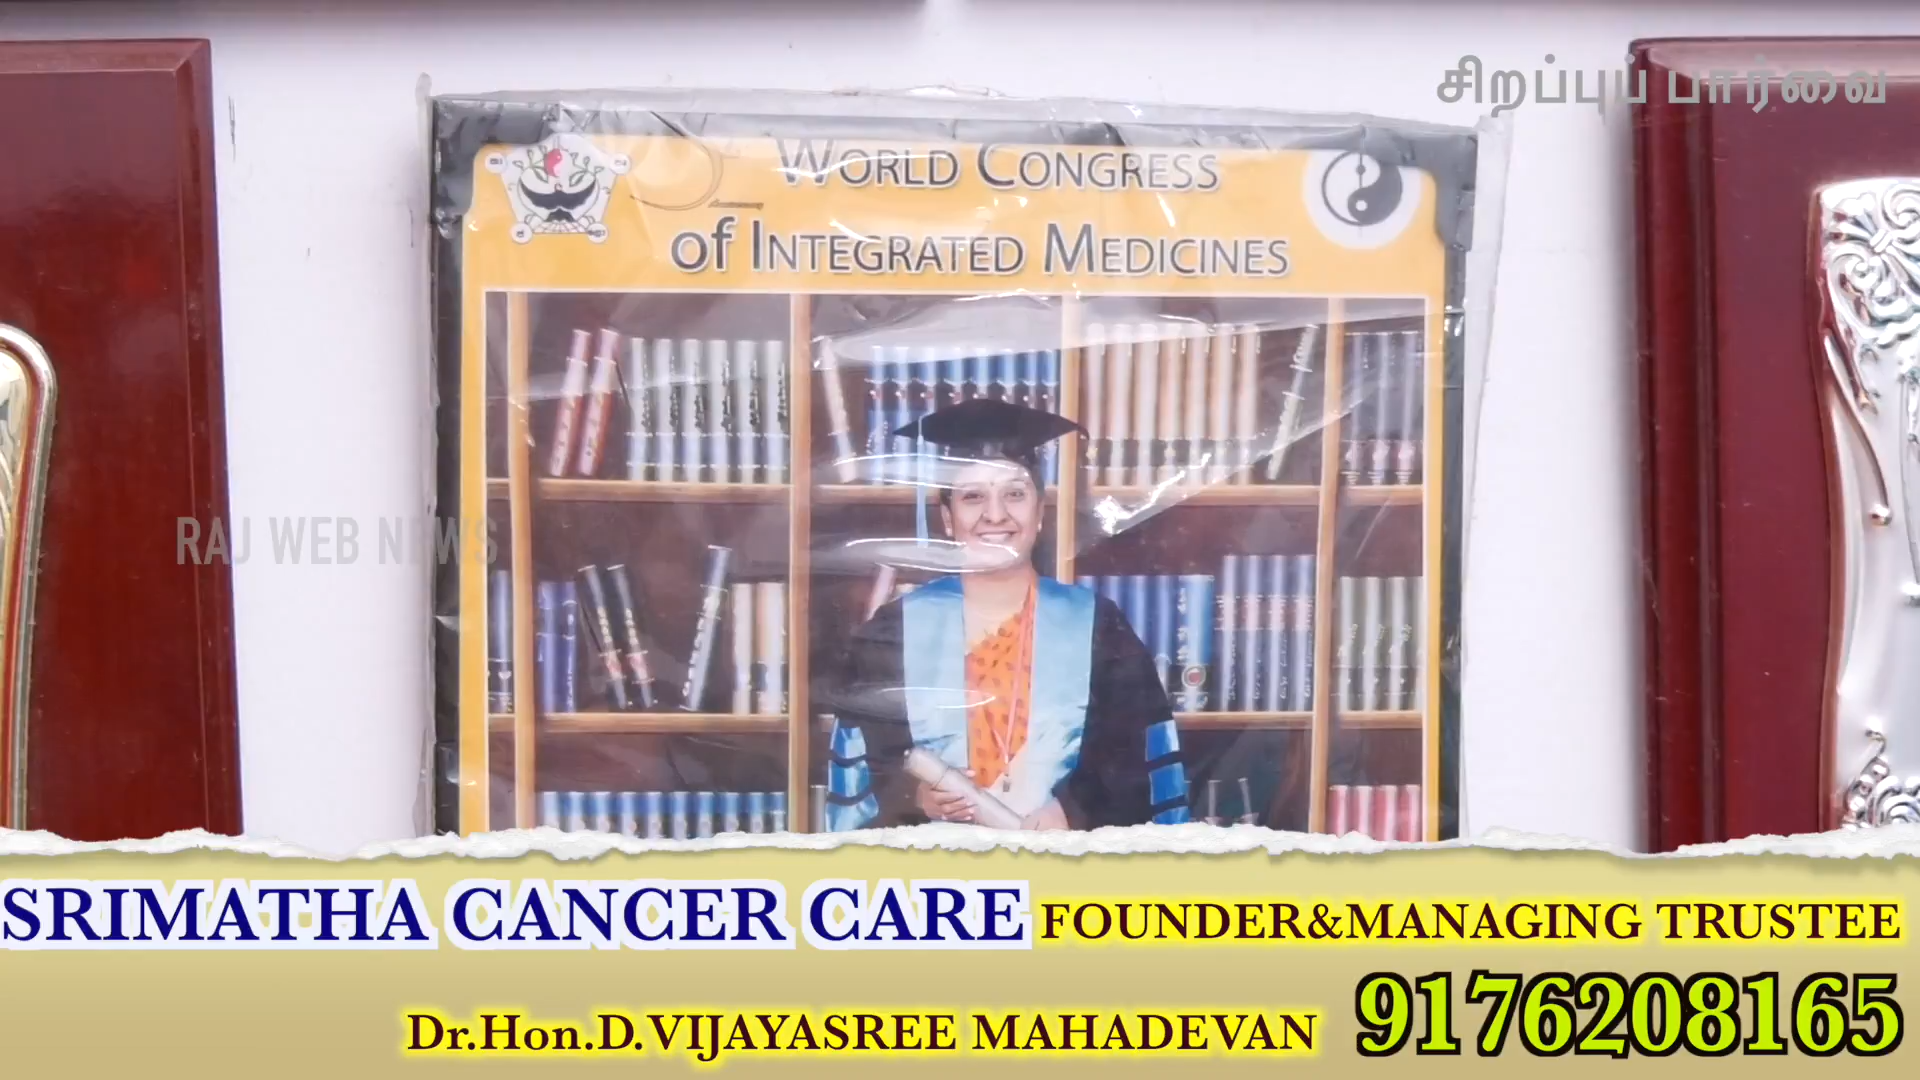 சிறப்புப் பார்வை
WORLD CONGRESS
of INTEGRATED MEDICINES
RAJ WEB NEWS
SRIMATHA CANCER CARE FOUNDER&MANAGING TRUSTEE
Dr.Hon.D.VIJAYASREE MAHADEVAN 9176208165